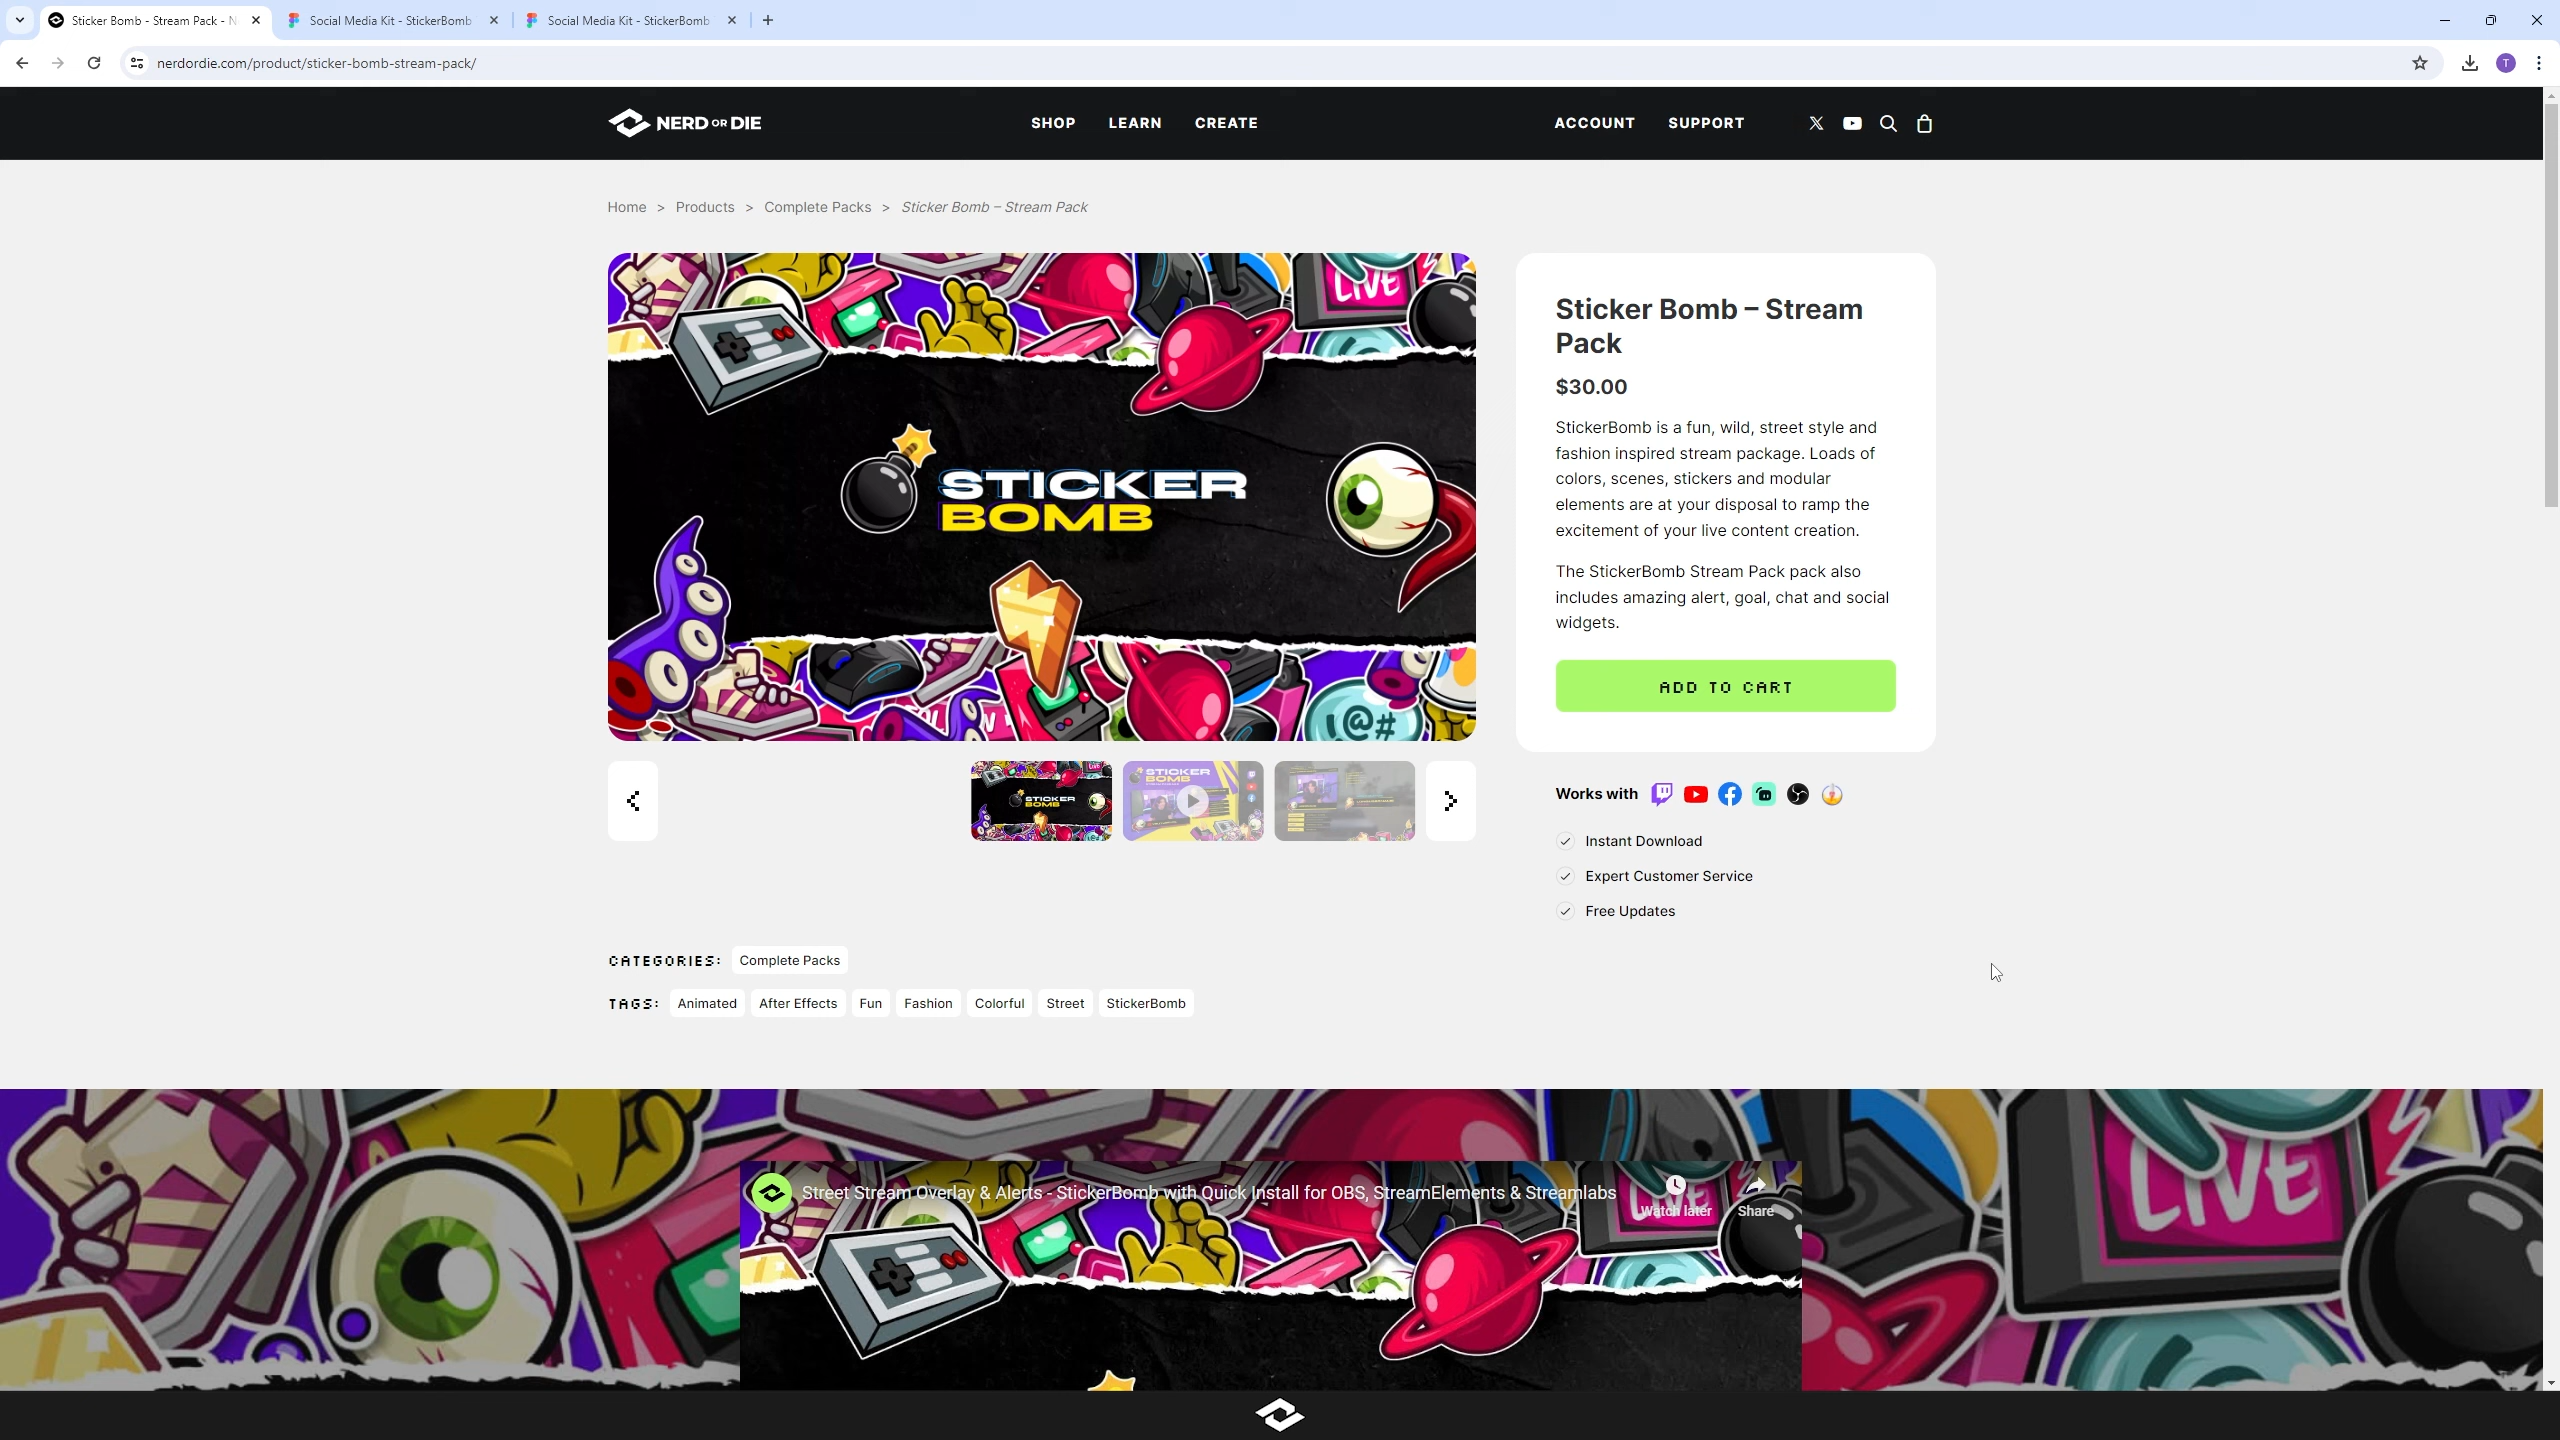 Sticker Bomb - Stream Pack - N
Social Media Kit - StickerBomb
Social Media Kit - StickerBomb
nerdordie.com/product/sticker-bomb-stream-pack/
T
NERD OR DIE
SHOP LEARN CREATE
ACCOUNT SUPPORT
Home > Products > Complete Packs > Sticker Bomb – Stream Pack
LIVE
STICKER
BOMB
!@#
Sticker Bomb – Stream
Pack
$30.00
StickerBomb is a fun, wild, street style and
fashion inspired stream package. Loads of
colors, scenes, stickers and modular
elements are at your disposal to ramp the
excitement of your live content creation.
The StickerBomb Stream Pack pack also
includes amazing alert, goal, chat and social
widgets.
ADD TO CART
STICKER
BOMB
STICKER
BOMB
Works with
Instant Download
Expert Customer Service
Free Updates
CATEGORIES: Complete Packs
TAGS: Animated After Effects Fun Fashion Colorful Street StickerBomb
LIVE
Street Stream Overlay & Alerts - StickerBomb with Quick Install for OBS, StreamElements & Streamlabs
Watch later
Share